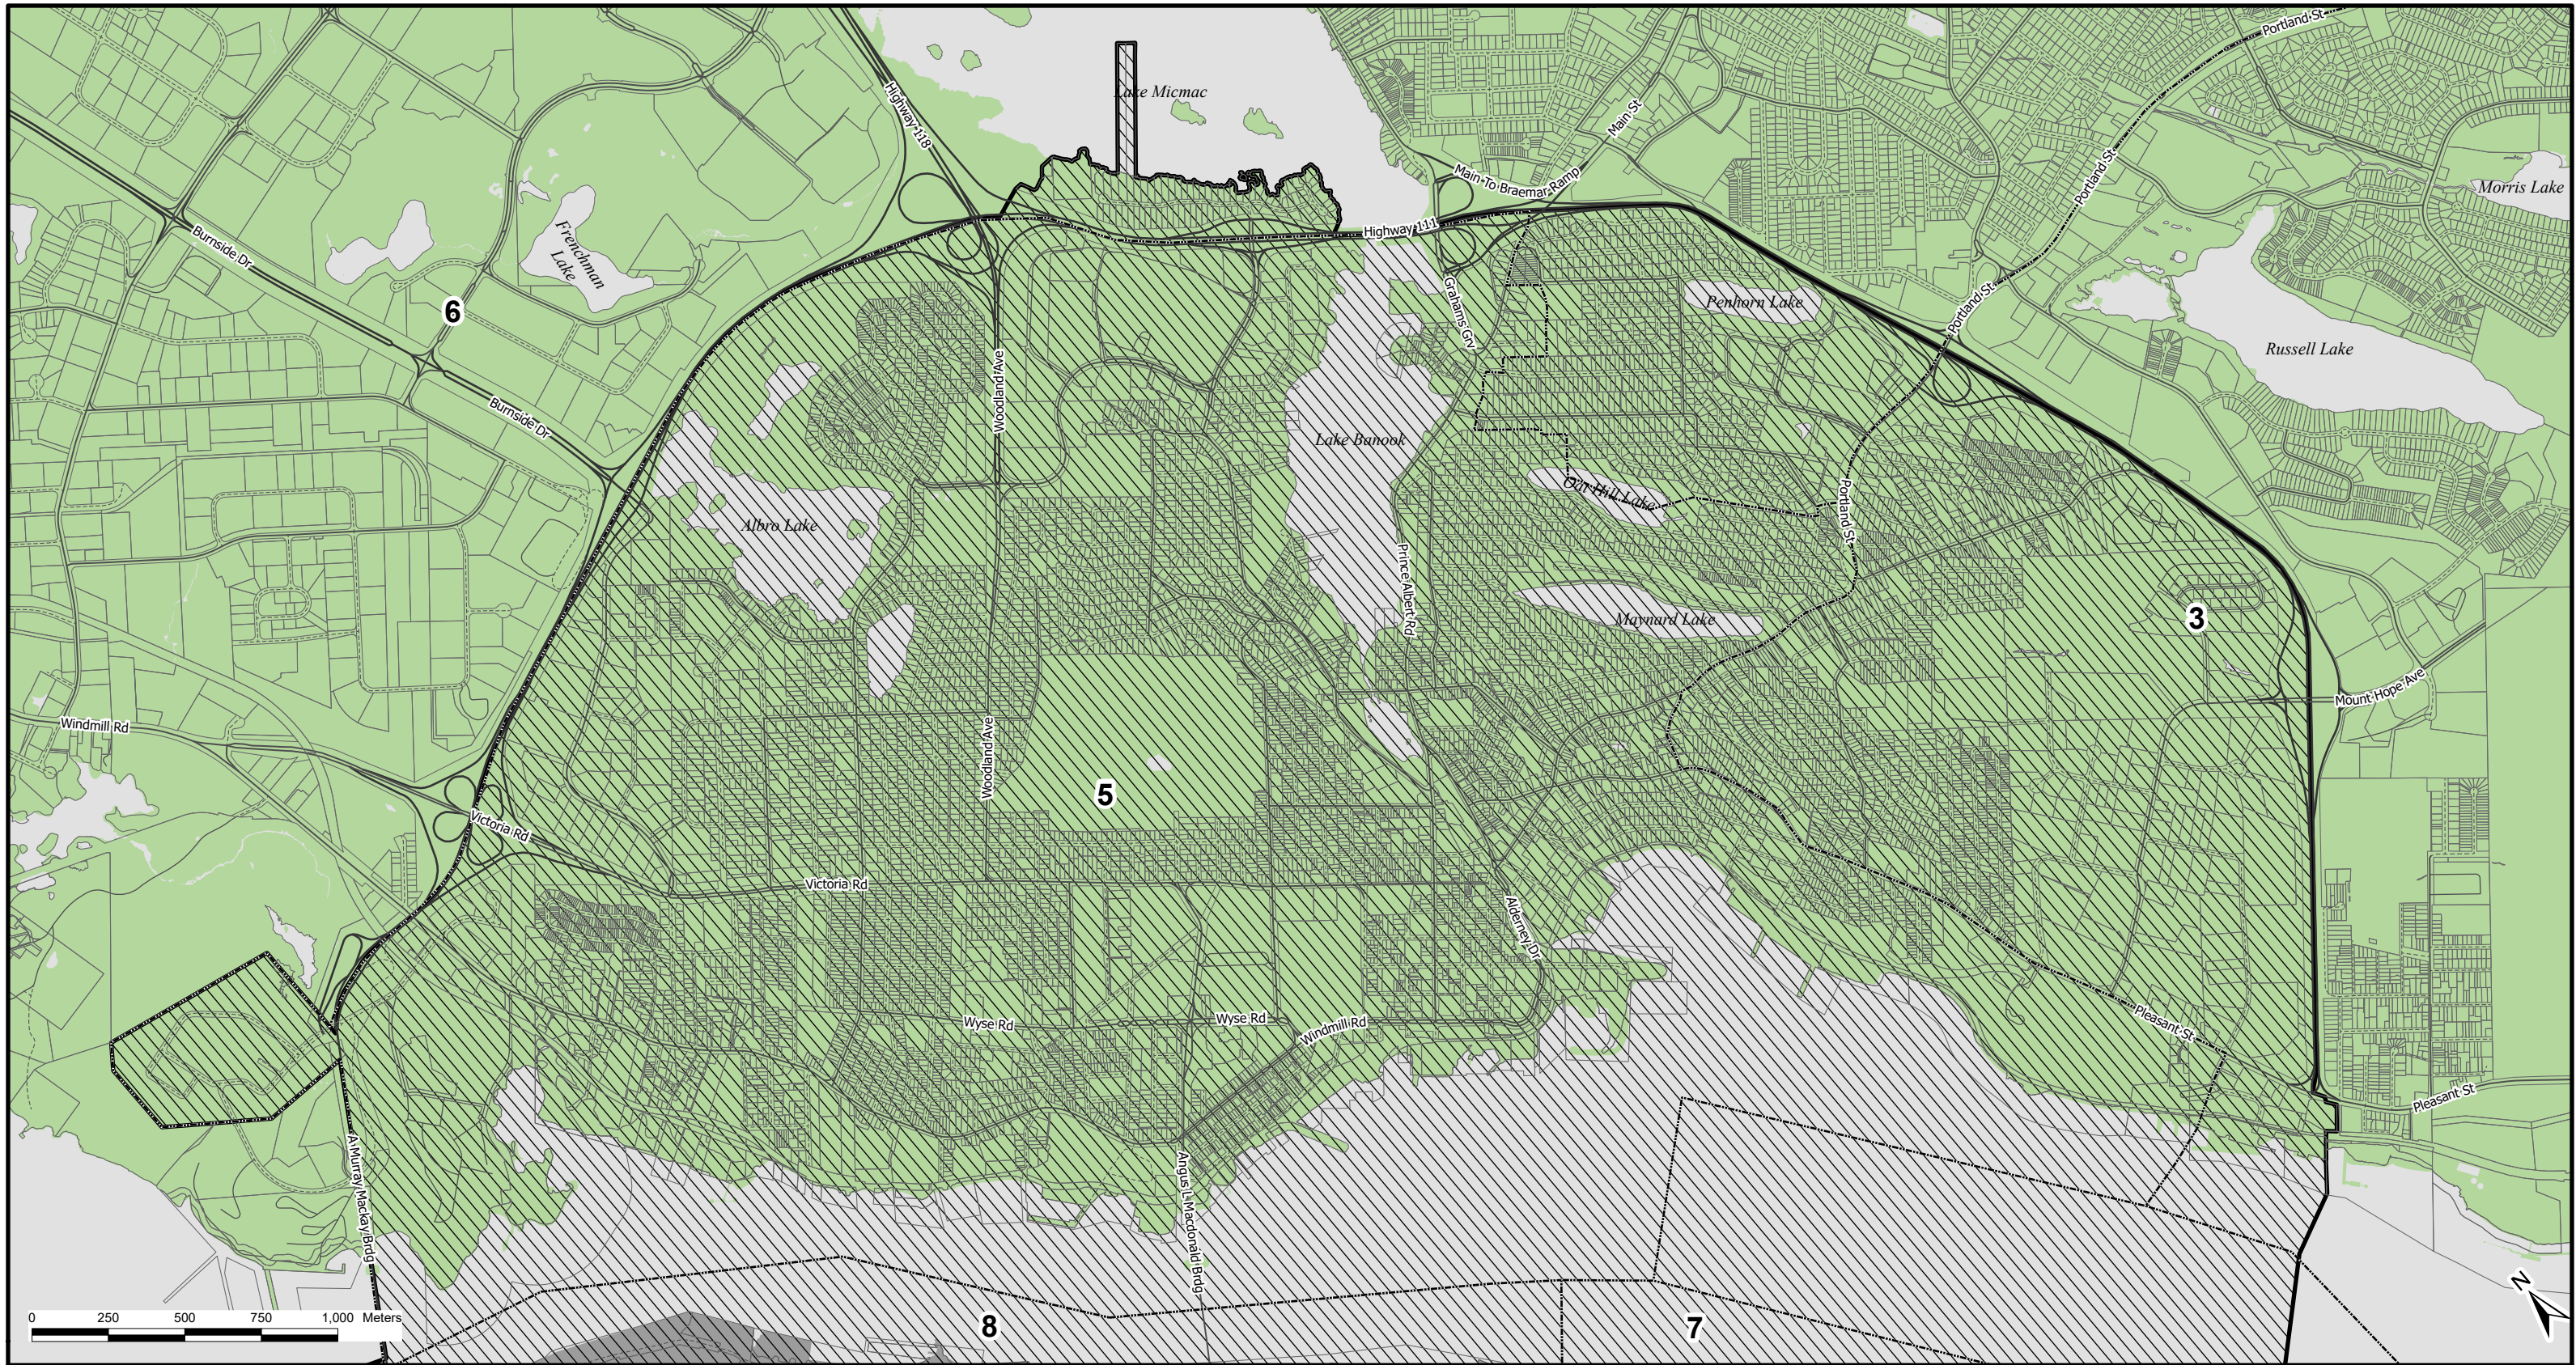 Portland St
Highway 118
Lake Micmac
Main St
Main To Braemar Ramp
Portland St
Morris Lake
Burnside Dr
Frenchman
Lake
Highway 111
6
Grahams Grv
Penhorn Lake
Portland St
Russell Lake
Burnside Dr
Woodland Ave
Lake Banook
Albro Lake
Oat Hill Lake
Portland St
Prince Albert Rd
Maynard Lake
3
Windmill Rd
Mount Hope Ave
Woodland Ave
5
Victoria Rd
Victoria Rd
Alderney Dr
Wyse Rd
Wyse Rd
Windmill Rd
Pleasant St
Pleasant St
A Murray Mackay Brdg
Angus L Macdonald Brdg
N
0 250 500 750 1,000 Meters
8
7